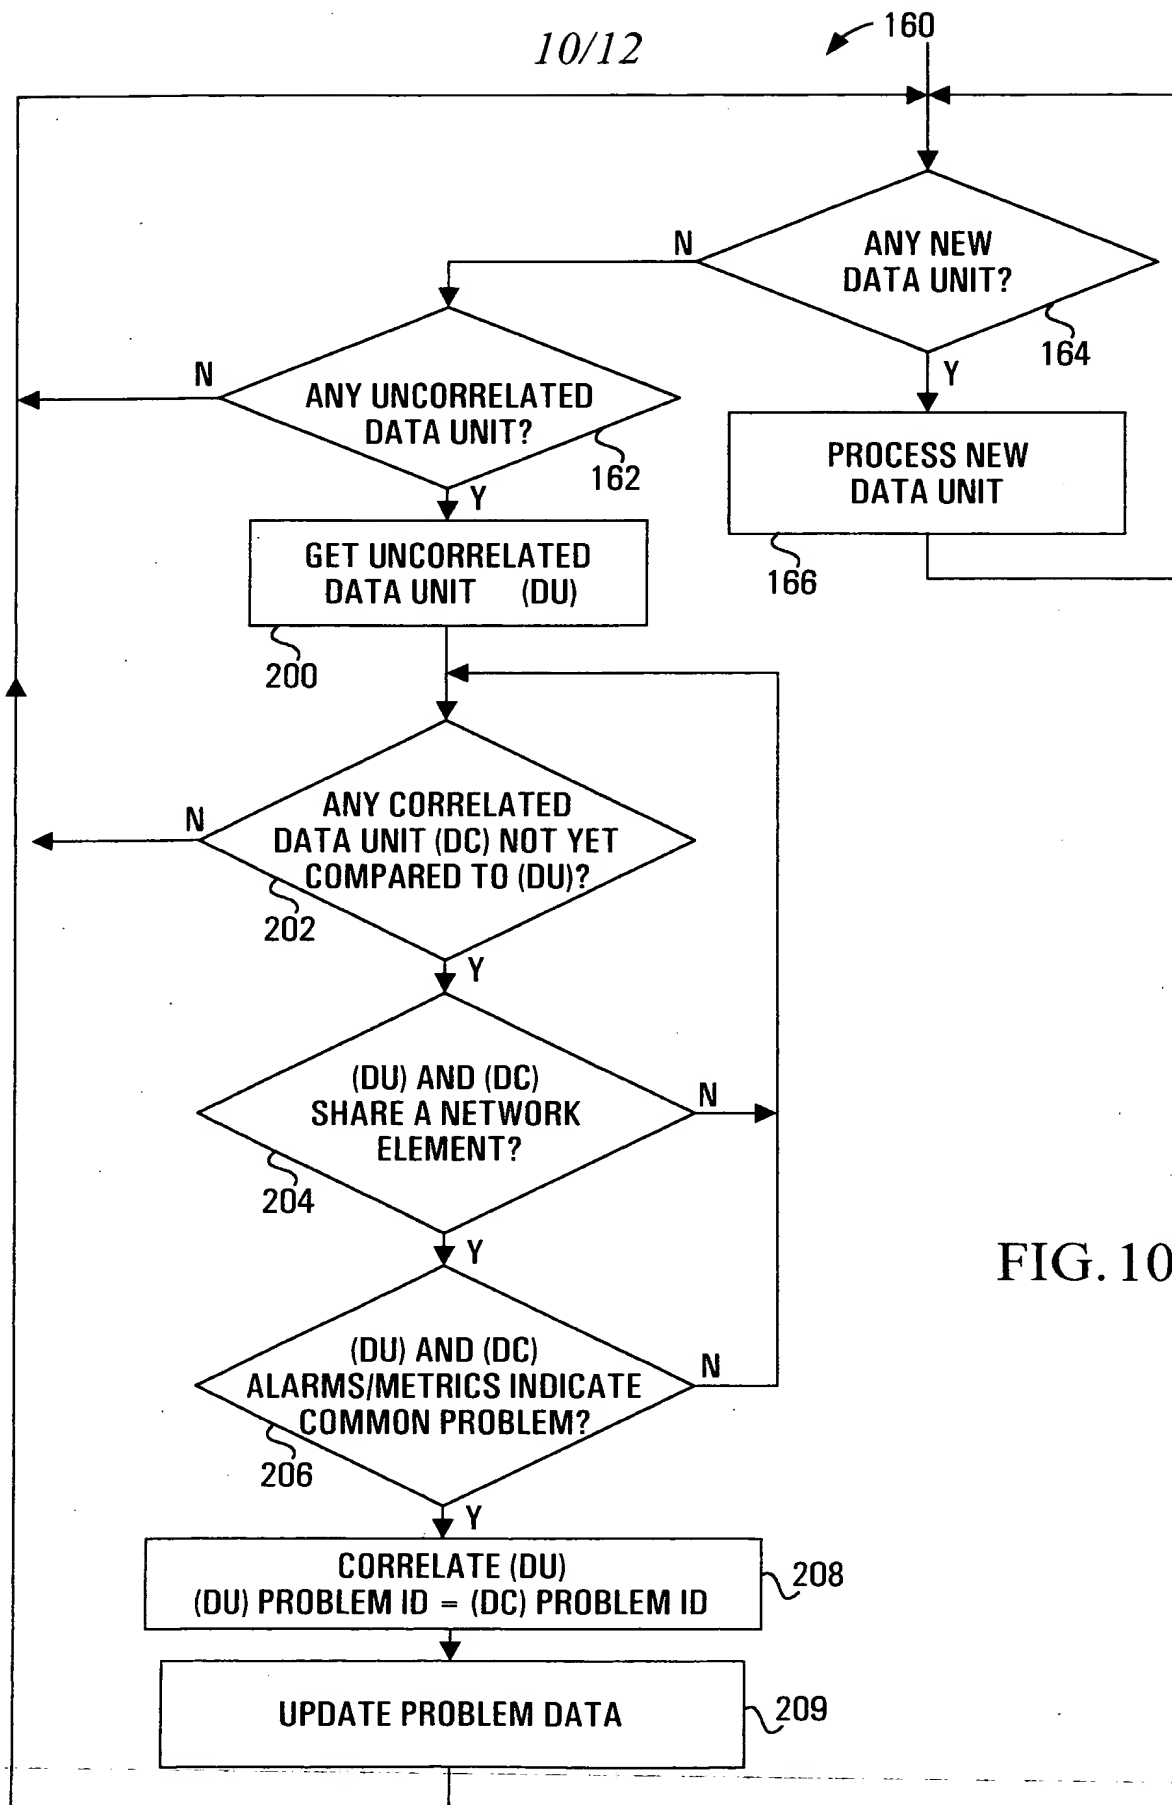 10/12
160
ANY NEW
DATA UNIT?
N
164
Y
PROCESS NEW
DATA UNIT
166
ANY UNCORRELATED
DATA UNIT?
N
162
Y
GET UNCORRELATED
DATA UNIT (DU)
200
ANY CORRELATED
DATA UNIT (DC) NOT YET
COMPARED TO (DU)?
N
202
Y
(DU) AND (DC)
SHARE A NETWORK
ELEMENT?
N
204
Y
FIG. 10
(DU) AND (DC)
ALARMS/METRICS INDICATE
COMMON PROBLEM?
N
206
Y
CORRELATE (DU)
(DU) PROBLEM ID = (DC) PROBLEM ID
208
UPDATE PROBLEM DATA
209